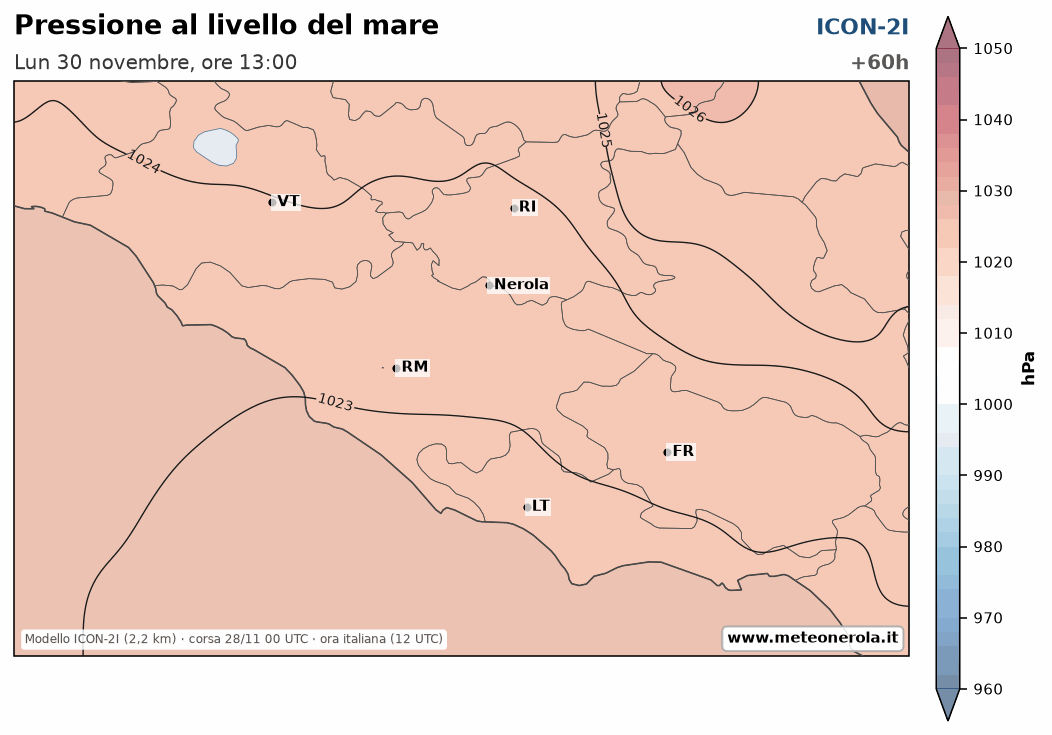 Pressione al livello del mare
ICON-2I
Lun 30 novembre, ore 13:00
+60h
1026
1025
1024
VT
RI
Nerola
RM
1023
FR
LT
Modello ICON-2I (2,2 km) · corsa 28/11 00 UTC · ora italiana (12 UTC)
www.meteonerola.it
1050
1040
1030
1020
1010
1000
990
980
970
960
hPa